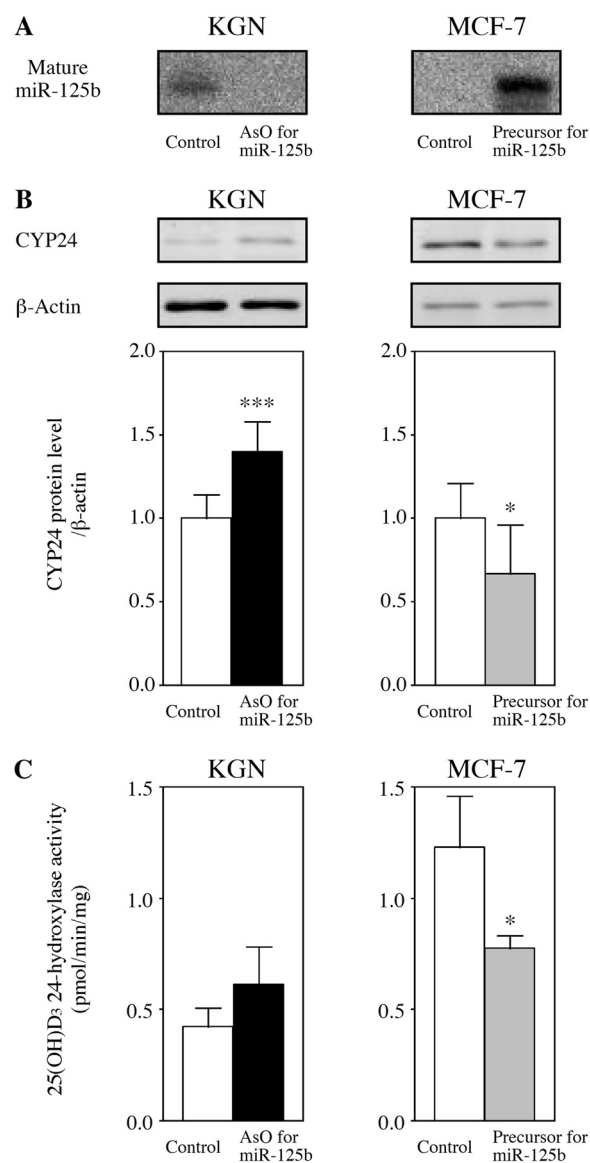 A
KGN
MCF-7
Mature
miR-125b
Control
AsO for
miR-125b
Control
Precursor for
miR-125b
B
KGN
MCF-7
CYP24
β-Actin
CYP24 protein level
/β-actin
2.0
1.5
1.0
0.5
0.0
***
Control
AsO for
miR-125b
2.0
1.5
1.0
0.5
0.0
*
Control
Precursor for
miR-125b
C
KGN
MCF-7
25(OH)D3 24-hydroxylase activity
(pmol/min/mg)
1.5
1.0
0.5
0.0
Control
AsO for
miR-125b
1.5
1.0
0.5
0.0
*
Control
Precursor for
miR-125b